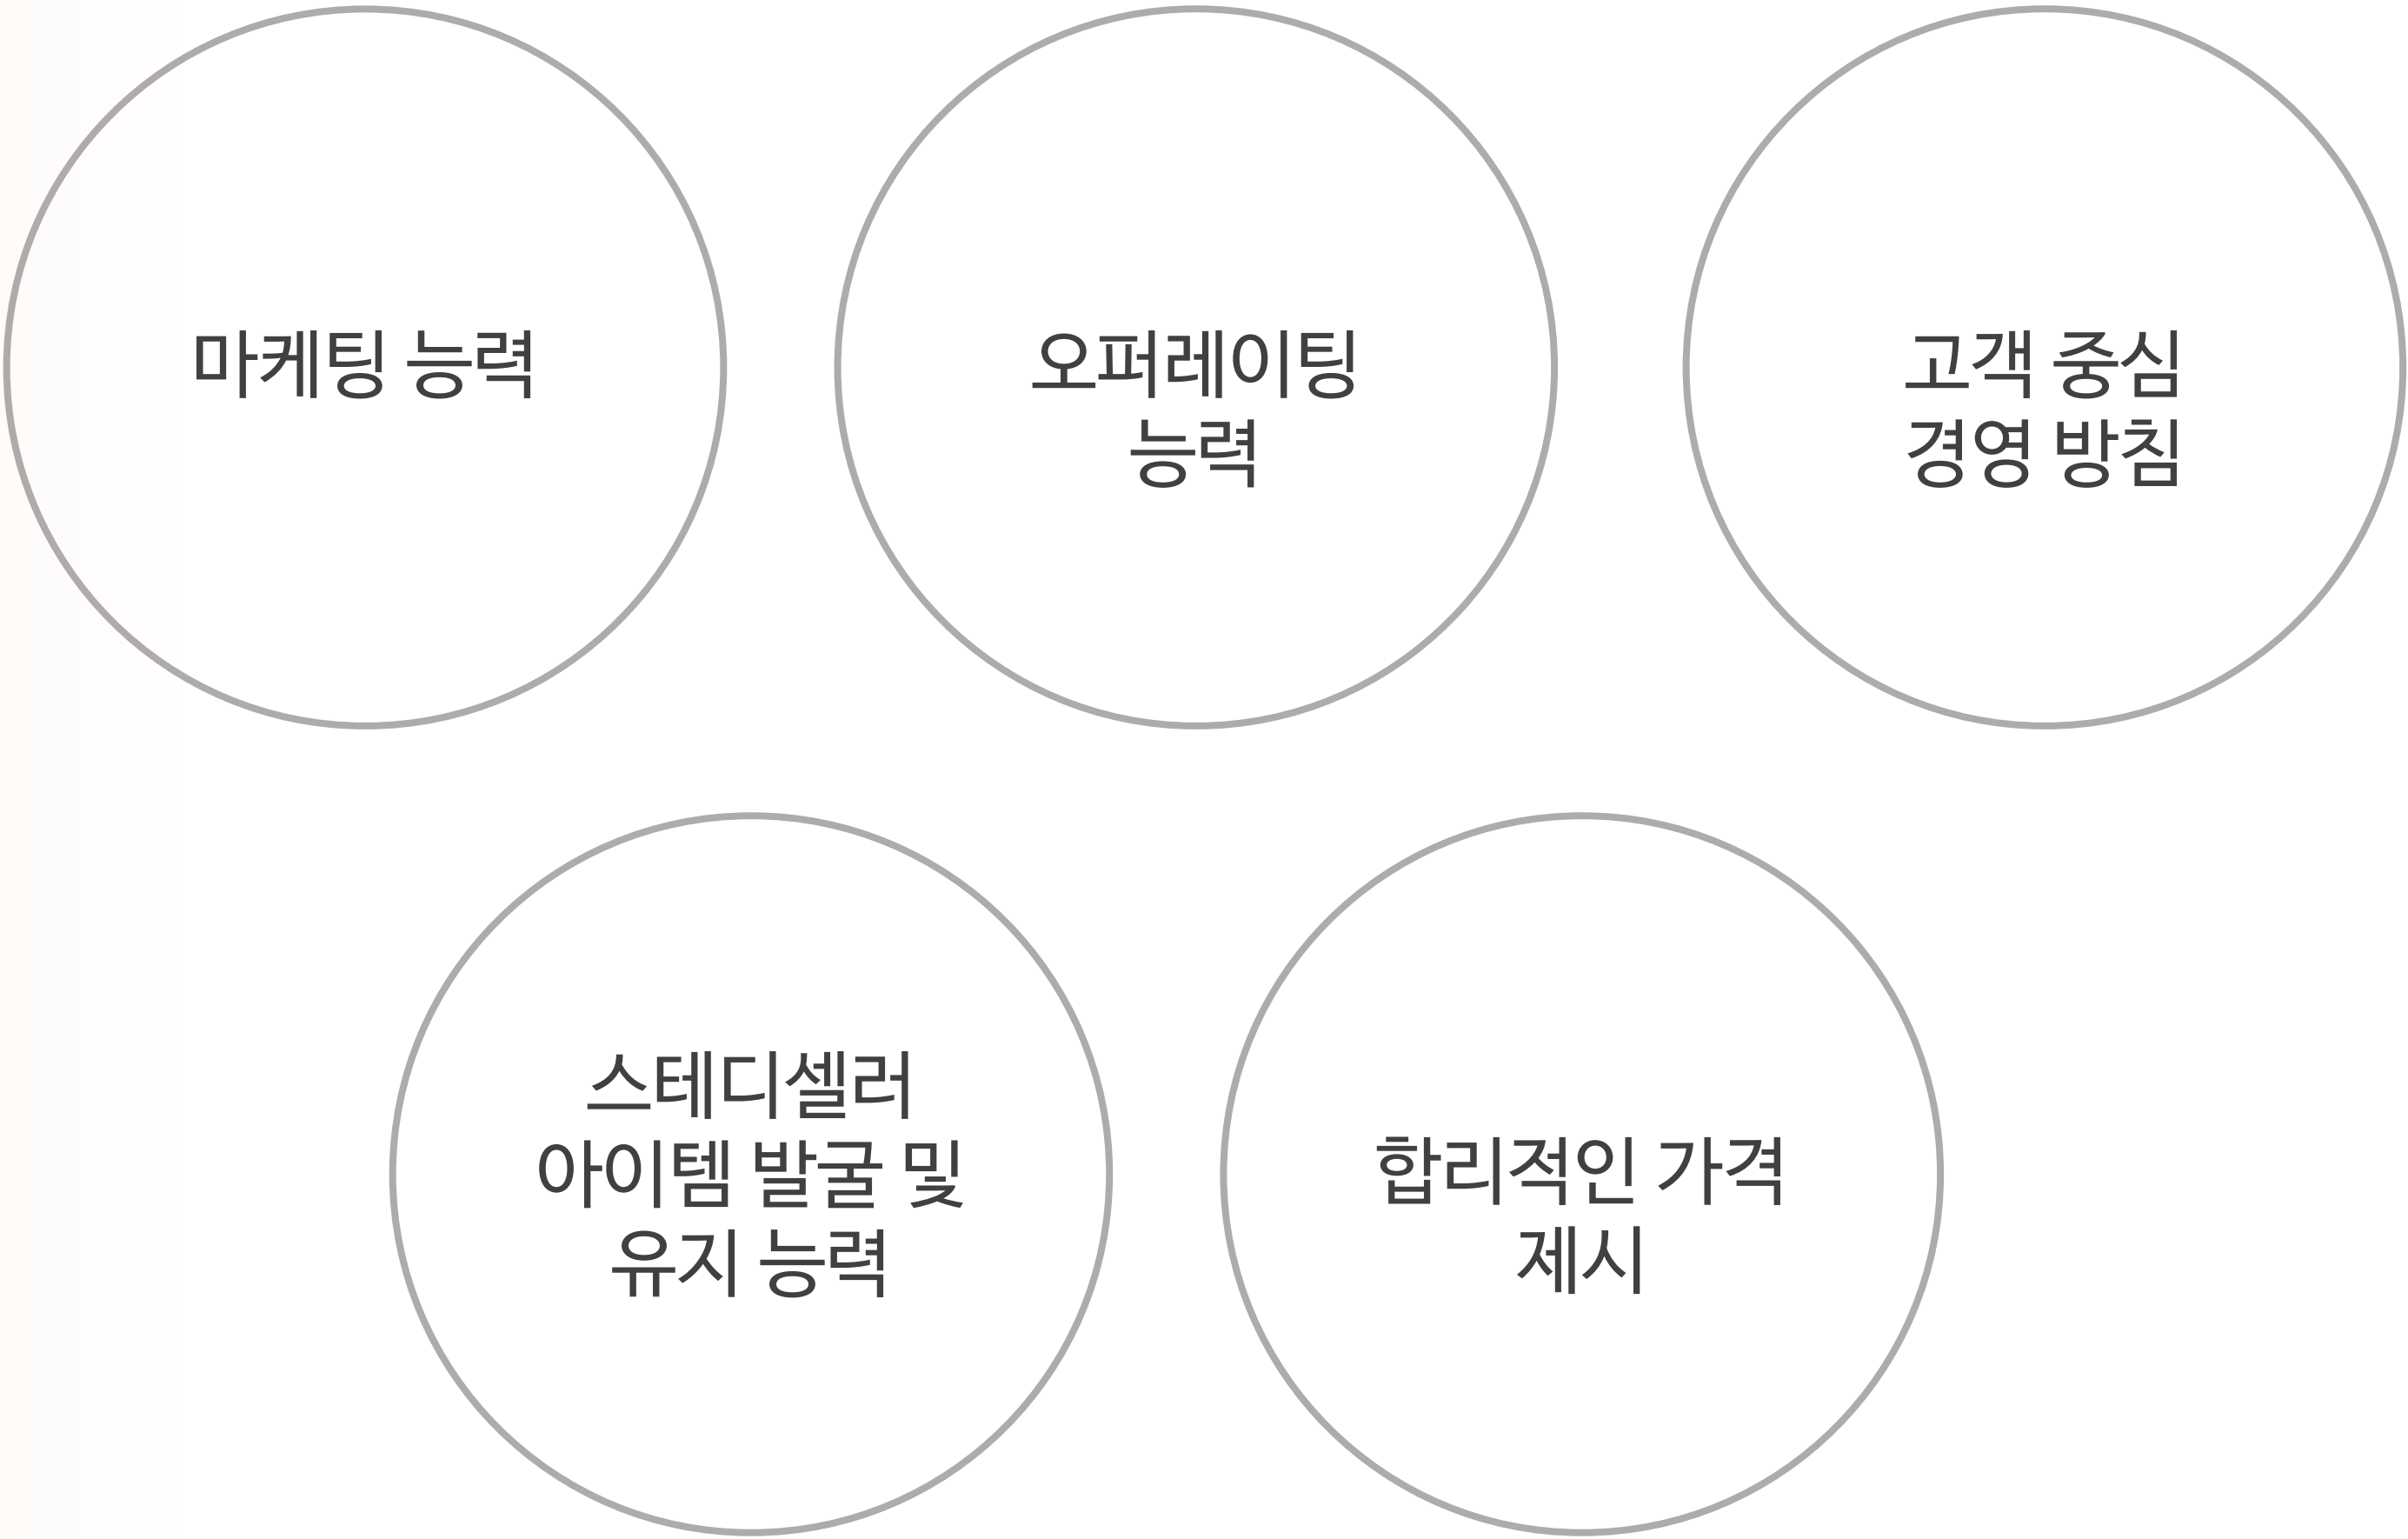 마케팅 능력
오퍼레이팅
능력
고객 중심
경영 방침
스테디셀러
아이템 발굴 및
유지 능력
합리적인 가격
제시